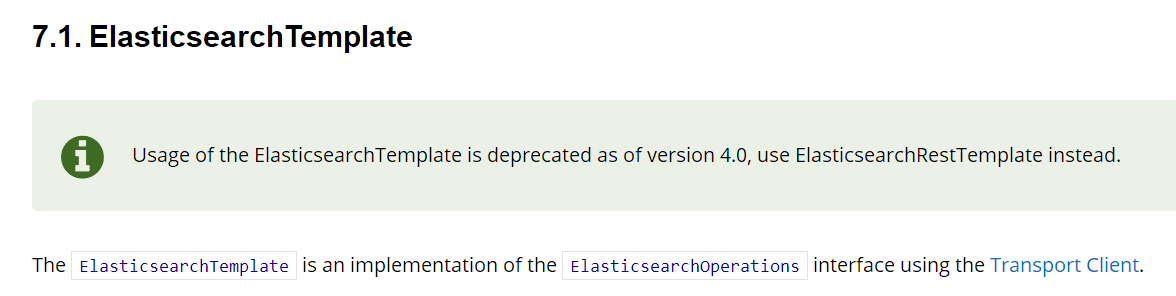 7.1. ElasticsearchTemplate
Usage of the ElasticsearchTemplate is deprecated as of version 4.0, use ElasticsearchRestTemplate instead.
The ElasticsearchTemplate is an implementation of the ElasticsearchOperations interface using the Transport Client.